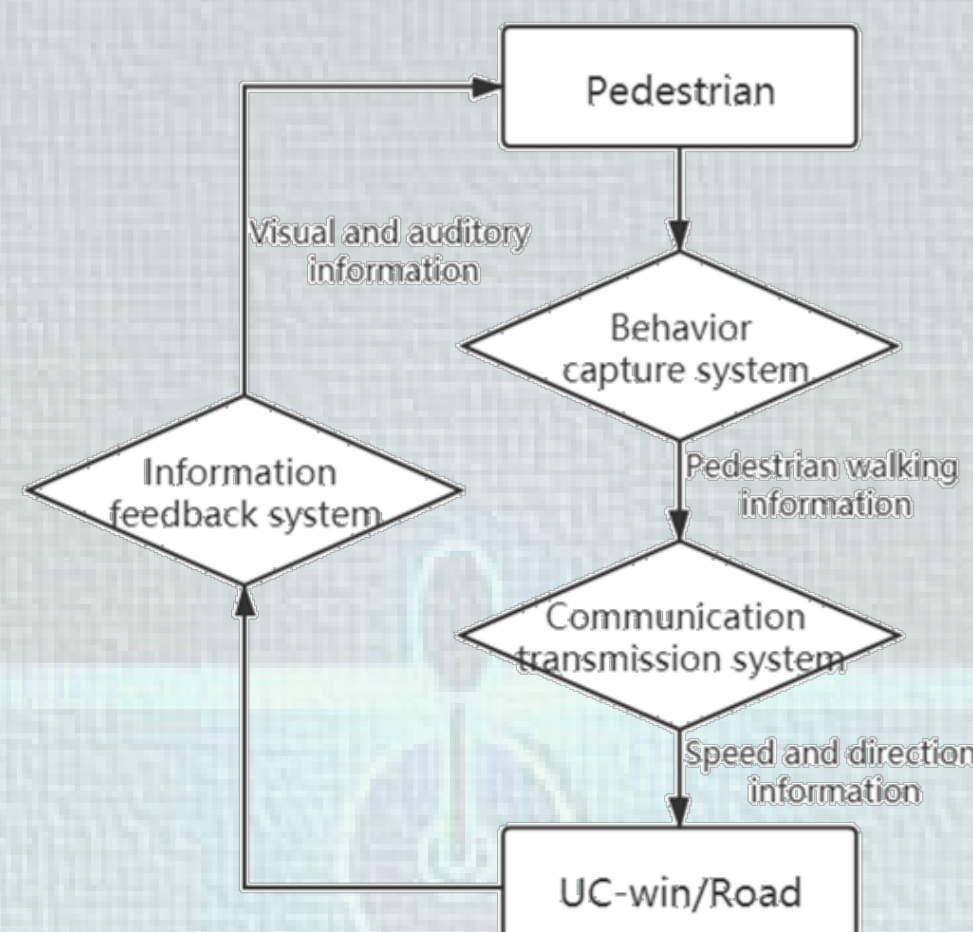 Pedestrian
Visual and auditory
information
Behavior
capture system
Pedestrian walking
information
Information
feedback system
Communication
transmission system
Speed and direction
information
UC-win/Road